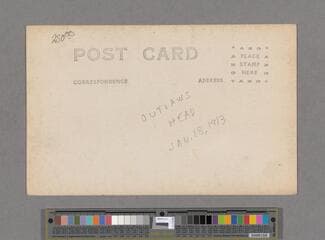 POST CARD
PLACE
STAMP
HERE
CORRESPONDENCE
ADDRESS
OUTLAWS
HEAD
JAN. 18, 1913